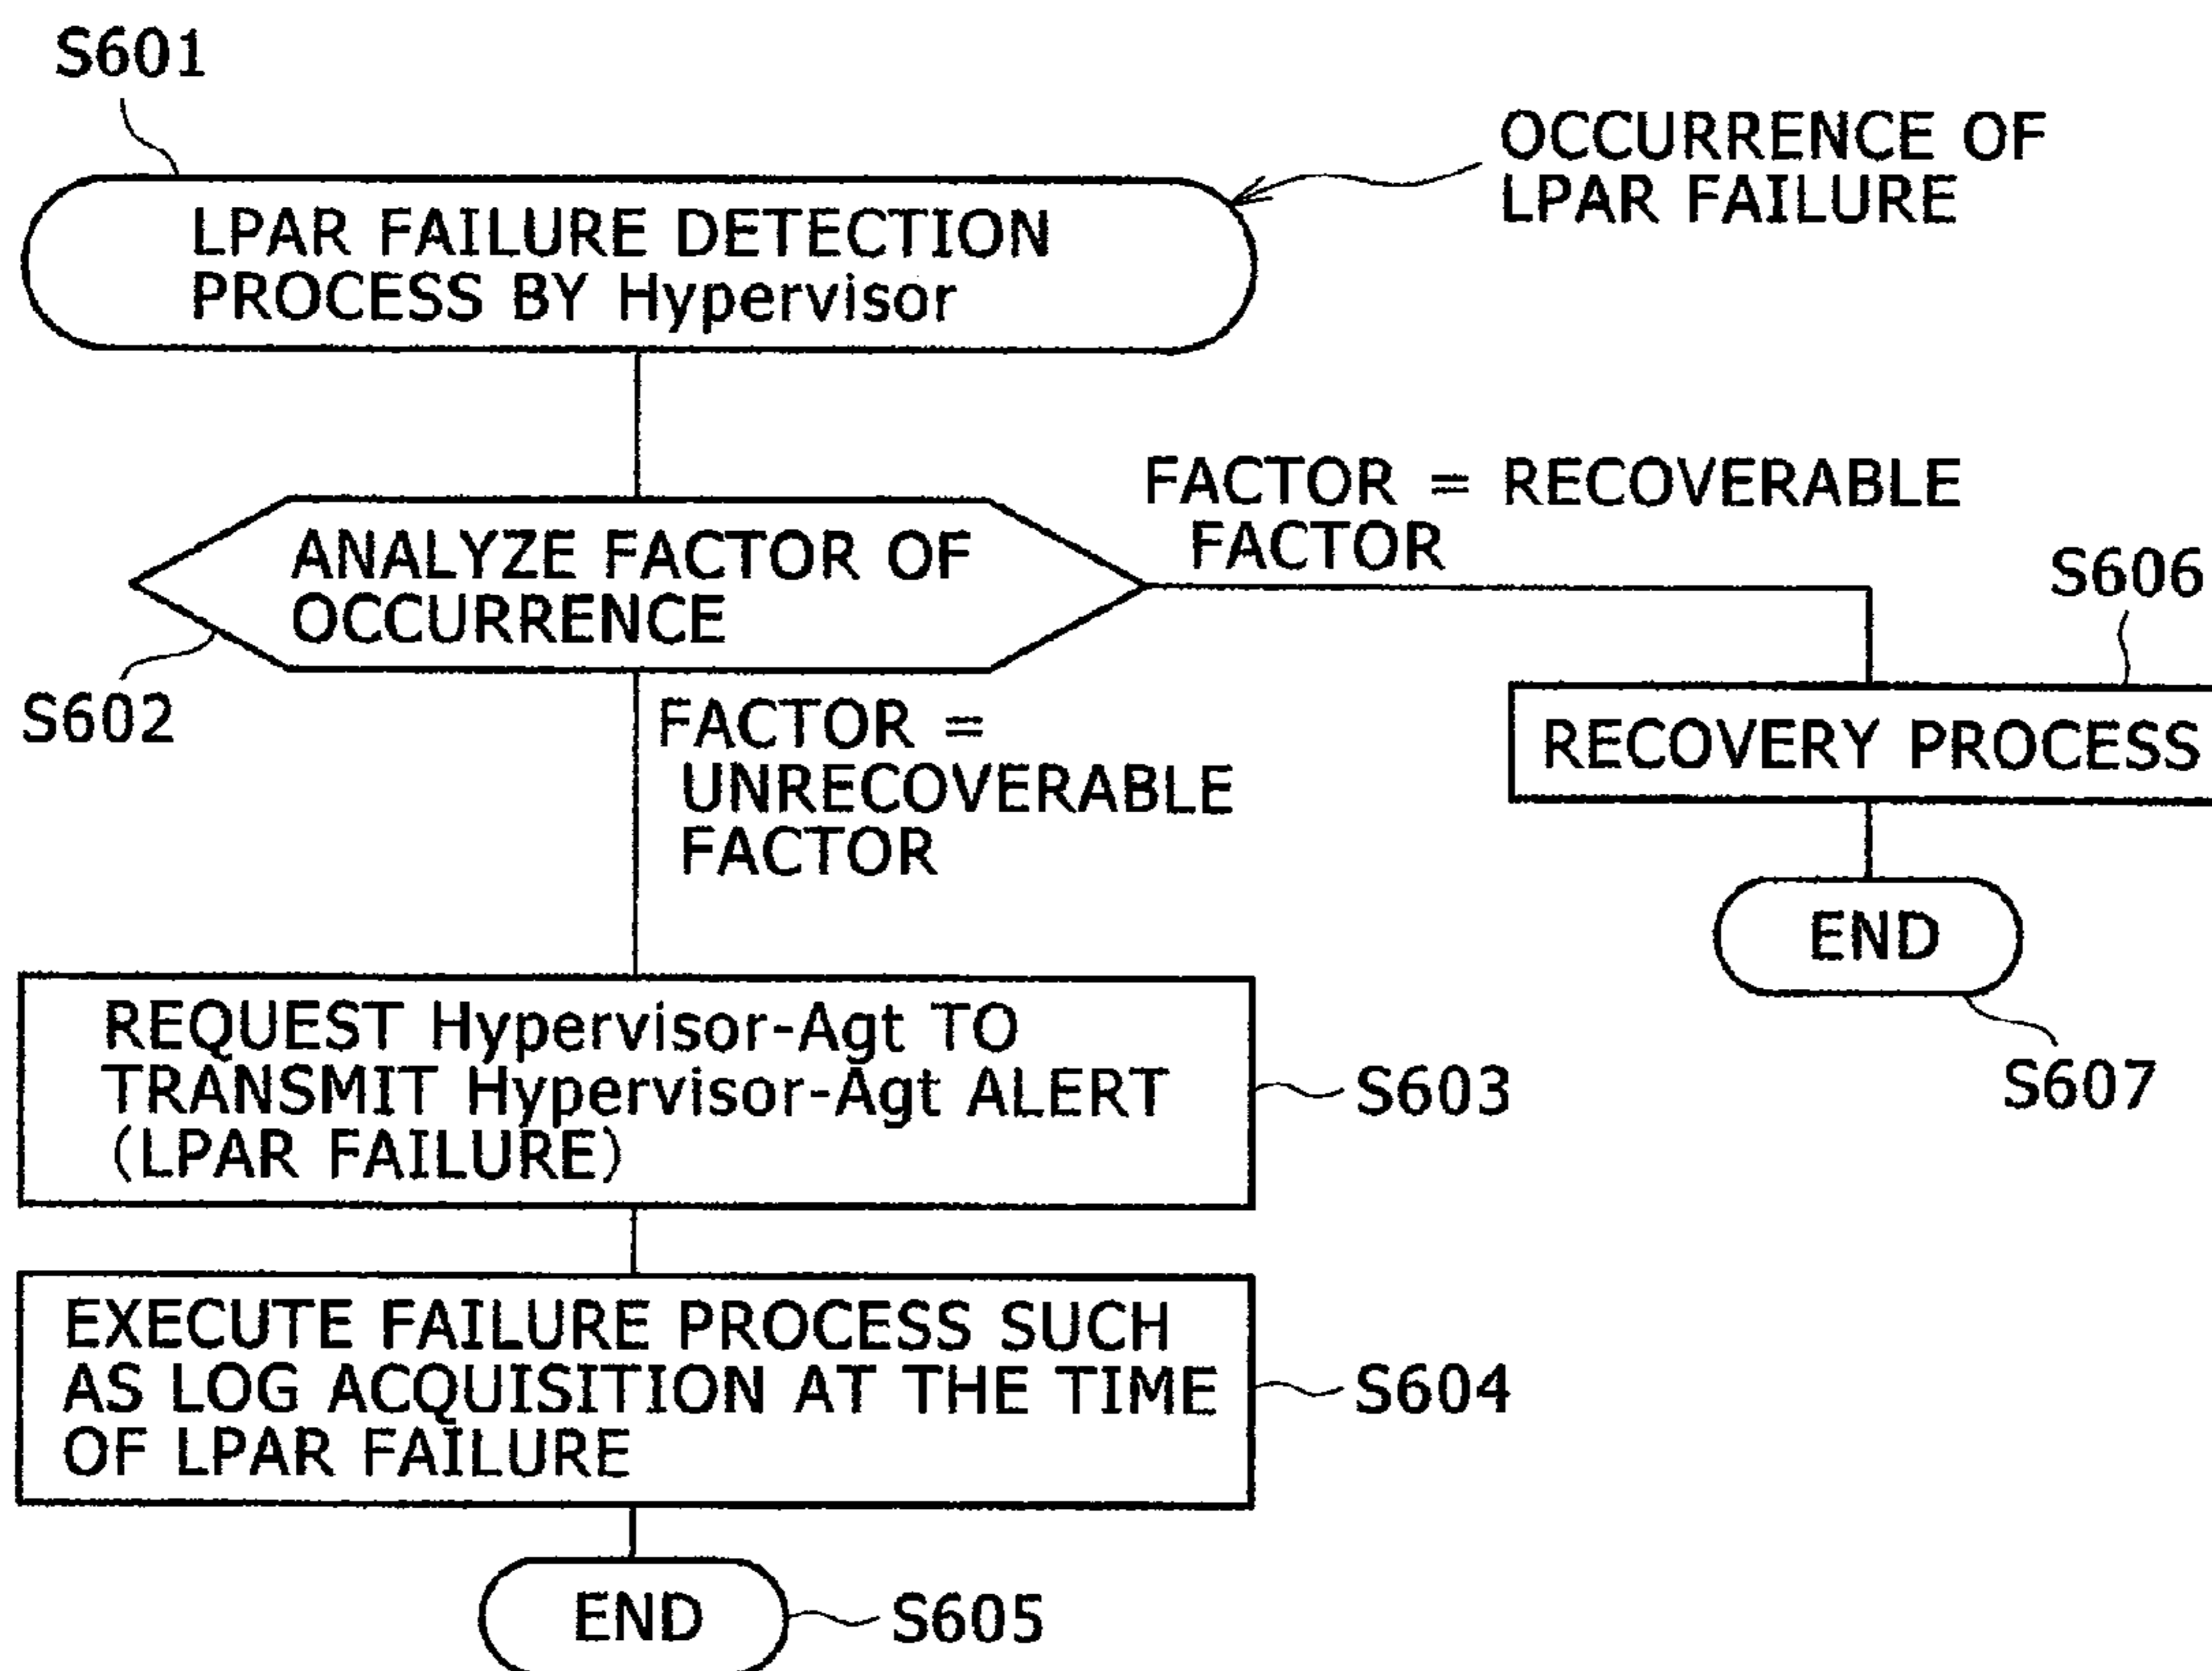 S601
OCCURRENCE OF
LPAR FAILURE
LPAR FAILURE DETECTION
PROCESS BY Hypervisor
FACTOR = RECOVERABLE
FACTOR
ANALYZE FACTOR OF
OCCURRENCE
S602
S606
RECOVERY PROCESS
END
S607
FACTOR =
UNRECOVERABLE
FACTOR
REQUEST Hypervisor-Agt TO
TRANSMIT Hypervisor-Agt ALERT
(LPAR FAILURE)
S603
EXECUTE FAILURE PROCESS SUCH
AS LOG ACQUISITION AT THE TIME
OF LPAR FAILURE
S604
END
S605